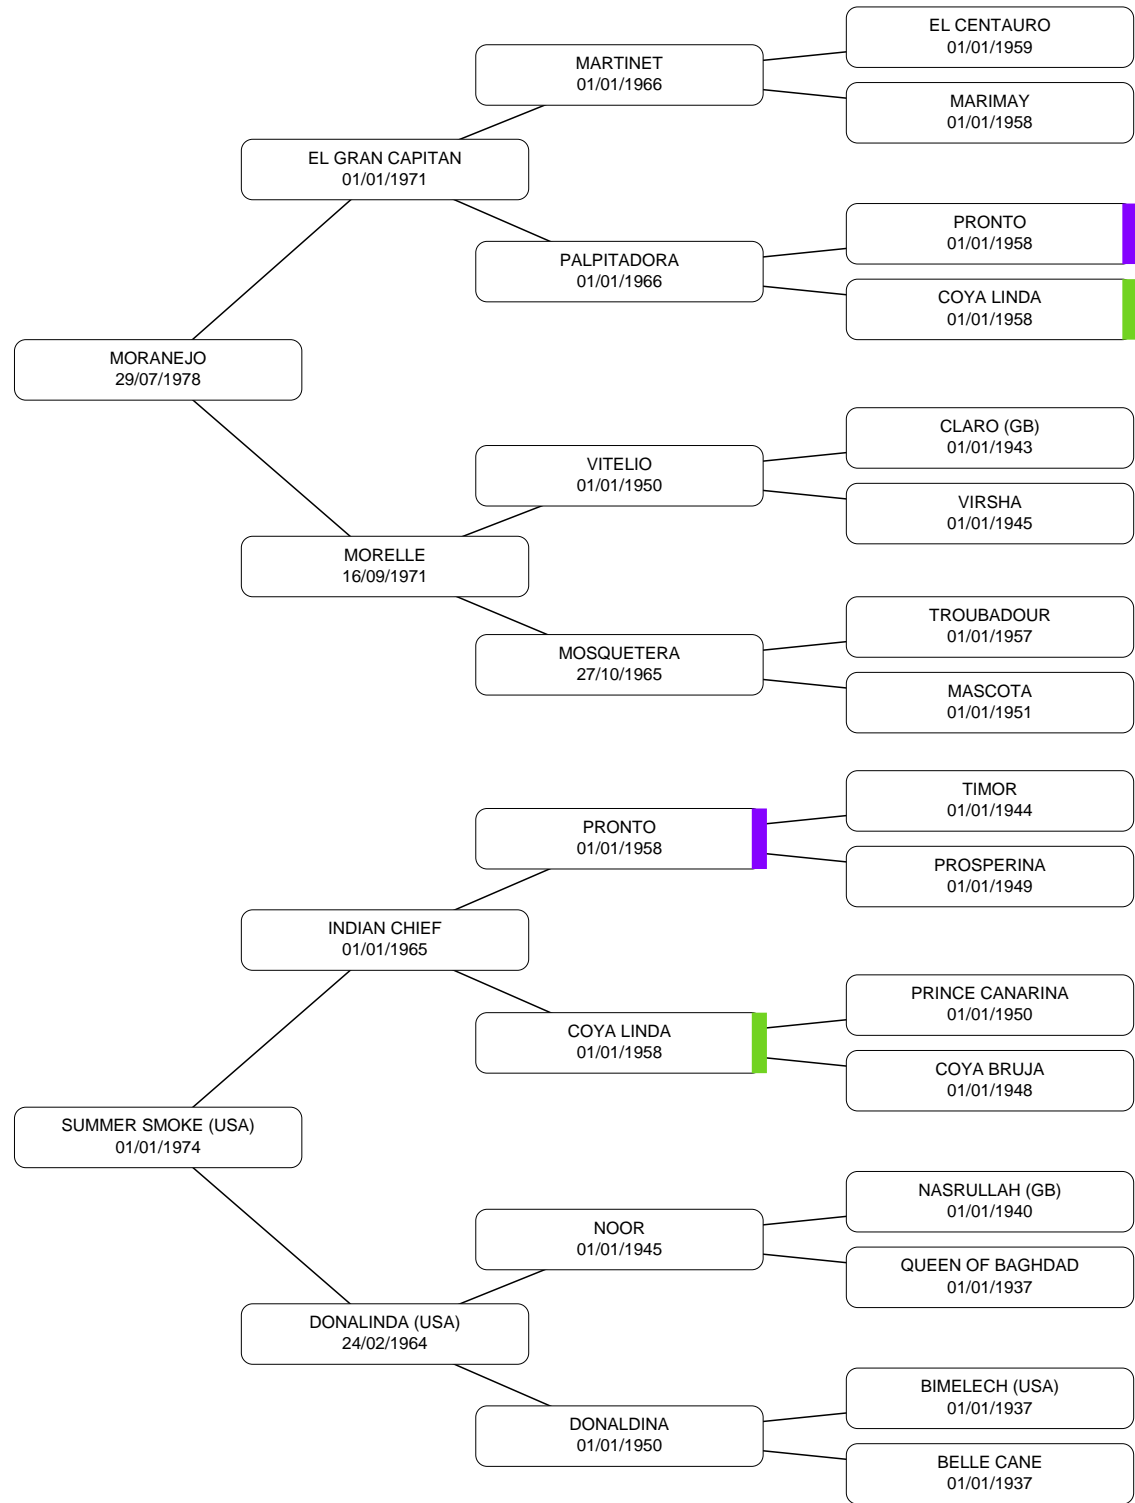 EL CENTAURO
01/01/1959
MARTINET
01/01/1966
MARIMAY
01/01/1958
EL GRAN CAPITAN
01/01/1971
PRONTO
01/01/1958
PALPITADORA
01/01/1966
COYA LINDA
01/01/1958
MORANEJO
29/07/1978
CLARO (GB)
01/01/1943
VITELIO
01/01/1950
VIRSHA
01/01/1945
MORELLE
16/09/1971
TROUBADOUR
01/01/1957
MOSQUETERA
27/10/1965
MASCOTA
01/01/1951
TIMOR
01/01/1944
PRONTO
01/01/1958
PROSPERINA
01/01/1949
INDIAN CHIEF
01/01/1965
PRINCE CANARINA
01/01/1950
COYA LINDA
01/01/1958
COYA BRUJA
01/01/1948
SUMMER SMOKE (USA)
01/01/1974
NASRULLAH (GB)
01/01/1940
NOOR
01/01/1945
QUEEN OF BAGHDAD
01/01/1937
DONALINDA (USA)
24/02/1964
BIMELECH (USA)
01/01/1937
DONALDINA
01/01/1950
BELLE CANE
01/01/1937